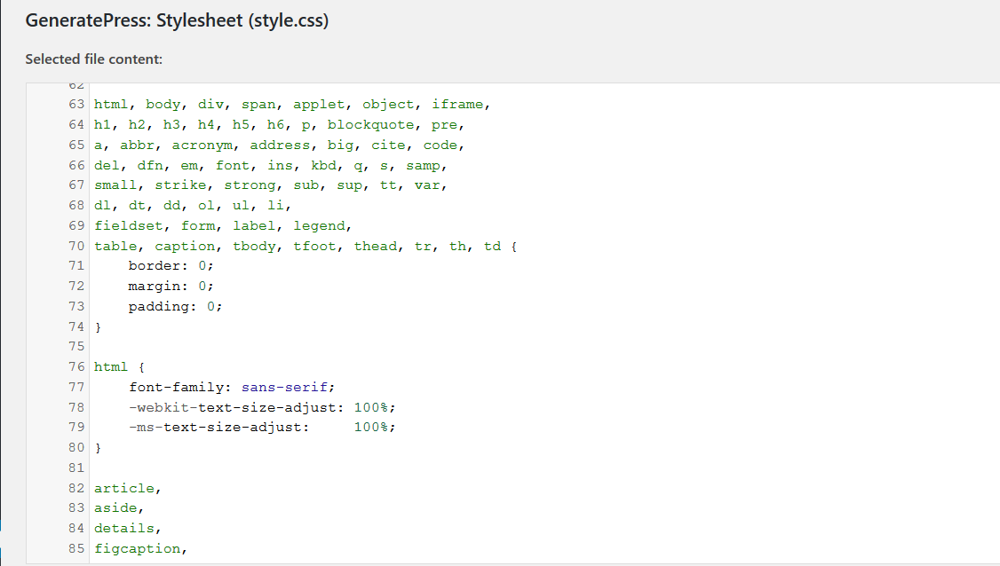 GeneratePress: Stylesheet (style.css)
Selected file content:
62
63 html, body, div, span, applet, object, iframe,
64 h1, h2, h3, h4, h5, h6, p, blockquote, pre,
65 a, abbr, acronym, address, big, cite, code,
66 del, dfn, em, font, ins, kbd, q, s, samp,
67 small, strike, strong, sub, sup, tt, var,
68 dl, dt, dd, ol, ul, li,
69 fieldset, form, label, legend,
70 table, caption, tbody, tfoot, thead, tr, th, td {
71     border: 0;
72     margin: 0;
73     padding: 0;
74 }
75
76 html {
77     font-family: sans-serif;
78     -webkit-text-size-adjust: 100%;
79     -ms-text-size-adjust:     100%;
80 }
81
82 article,
83 aside,
84 details,
85 figcaption,